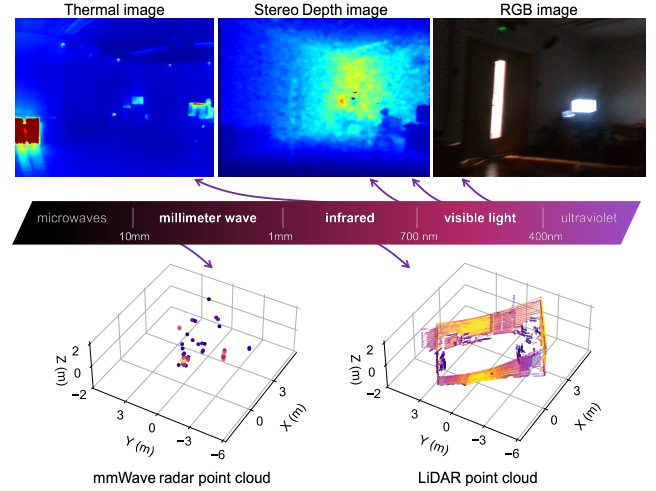 Thermal image
Stereo Depth image
RGB image
microwaves
millimeter wave
infrared
visible light
ultraviolet
10mm
1mm
700 nm
400nm
2
0
−2
Z (m)
3
0
−3
−6
Y (m)
0
3
X (m)
mmWave radar point cloud
2
0
−2
Z (m)
3
0
−3
−6
Y (m)
0
3
X (m)
LiDAR point cloud